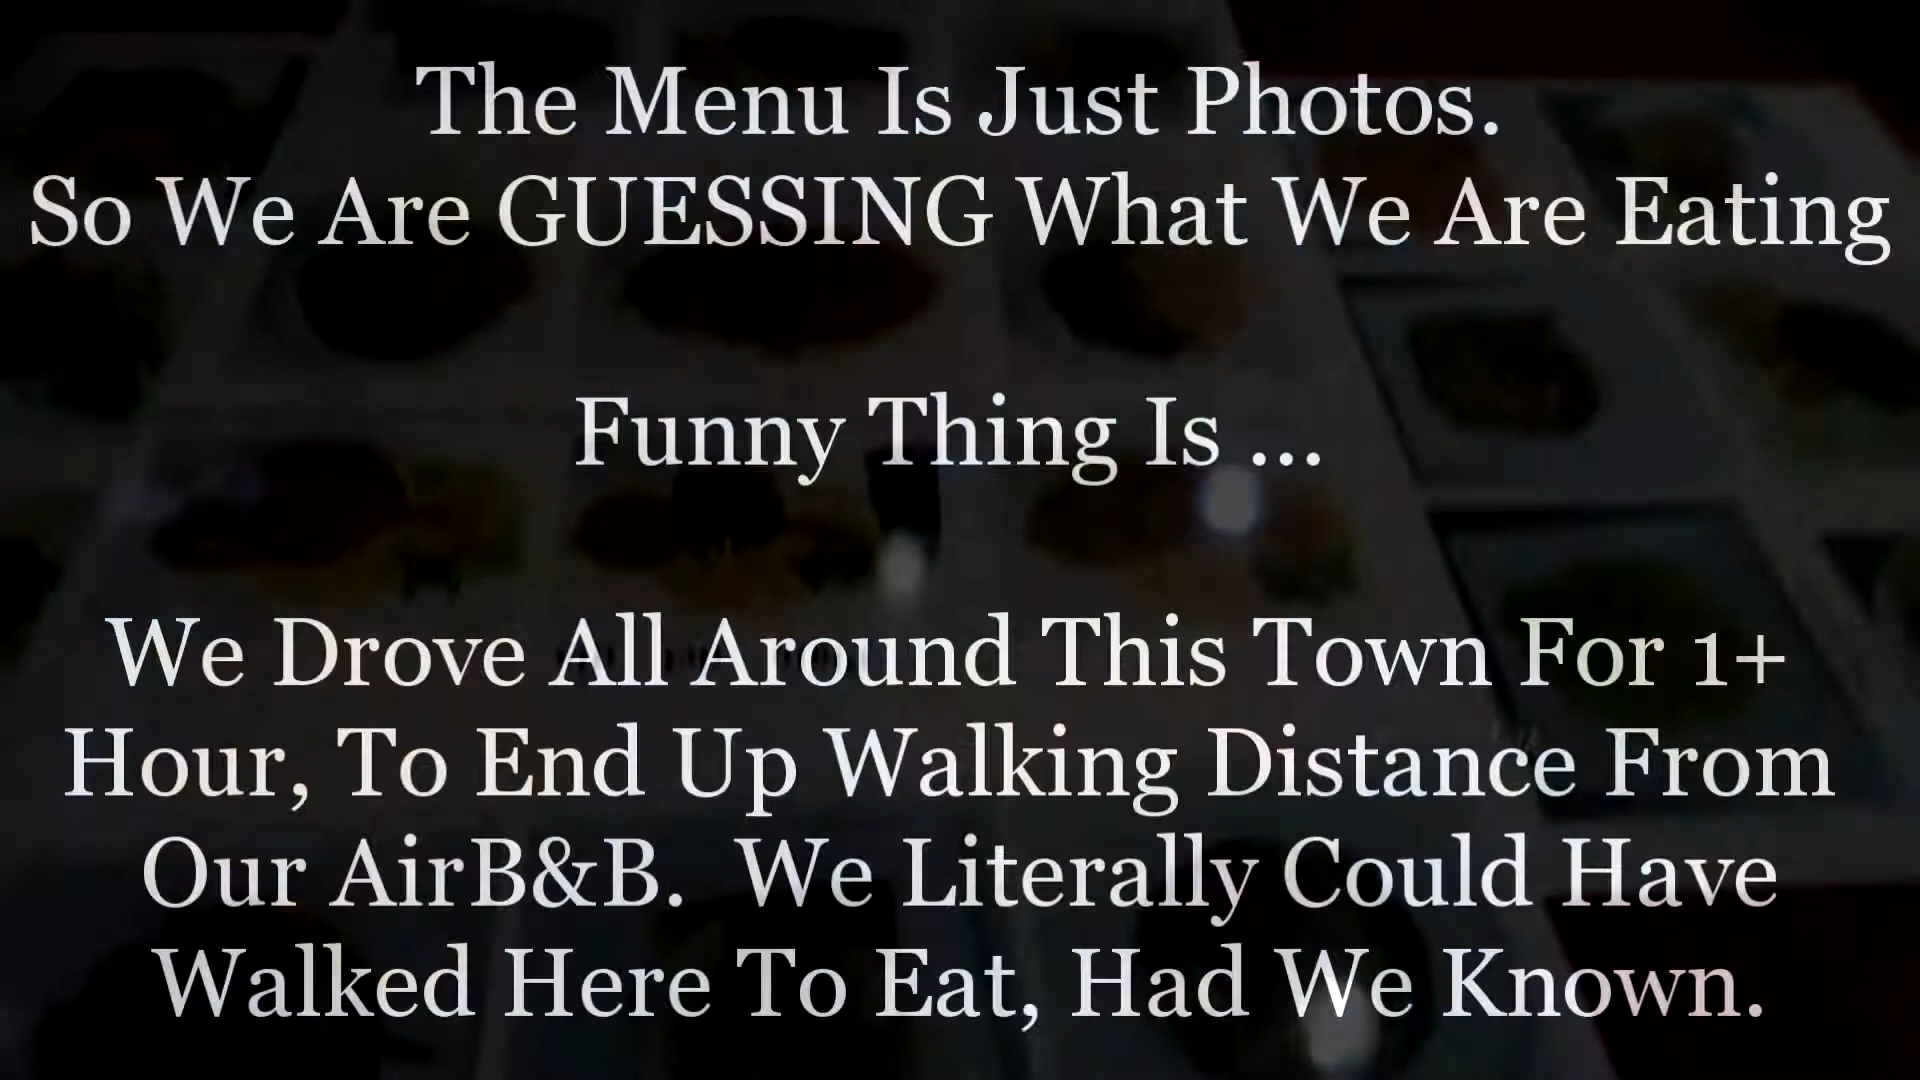 The Menu Is Just Photos.
So We Are GUESSING What We Are Eating
Funny Thing Is ...
We Drove All Around This Town For 1+
Hour, To End Up Walking Distance From
Our AirB&B.  We Literally Could Have
Walked Here To Eat, Had We Known.